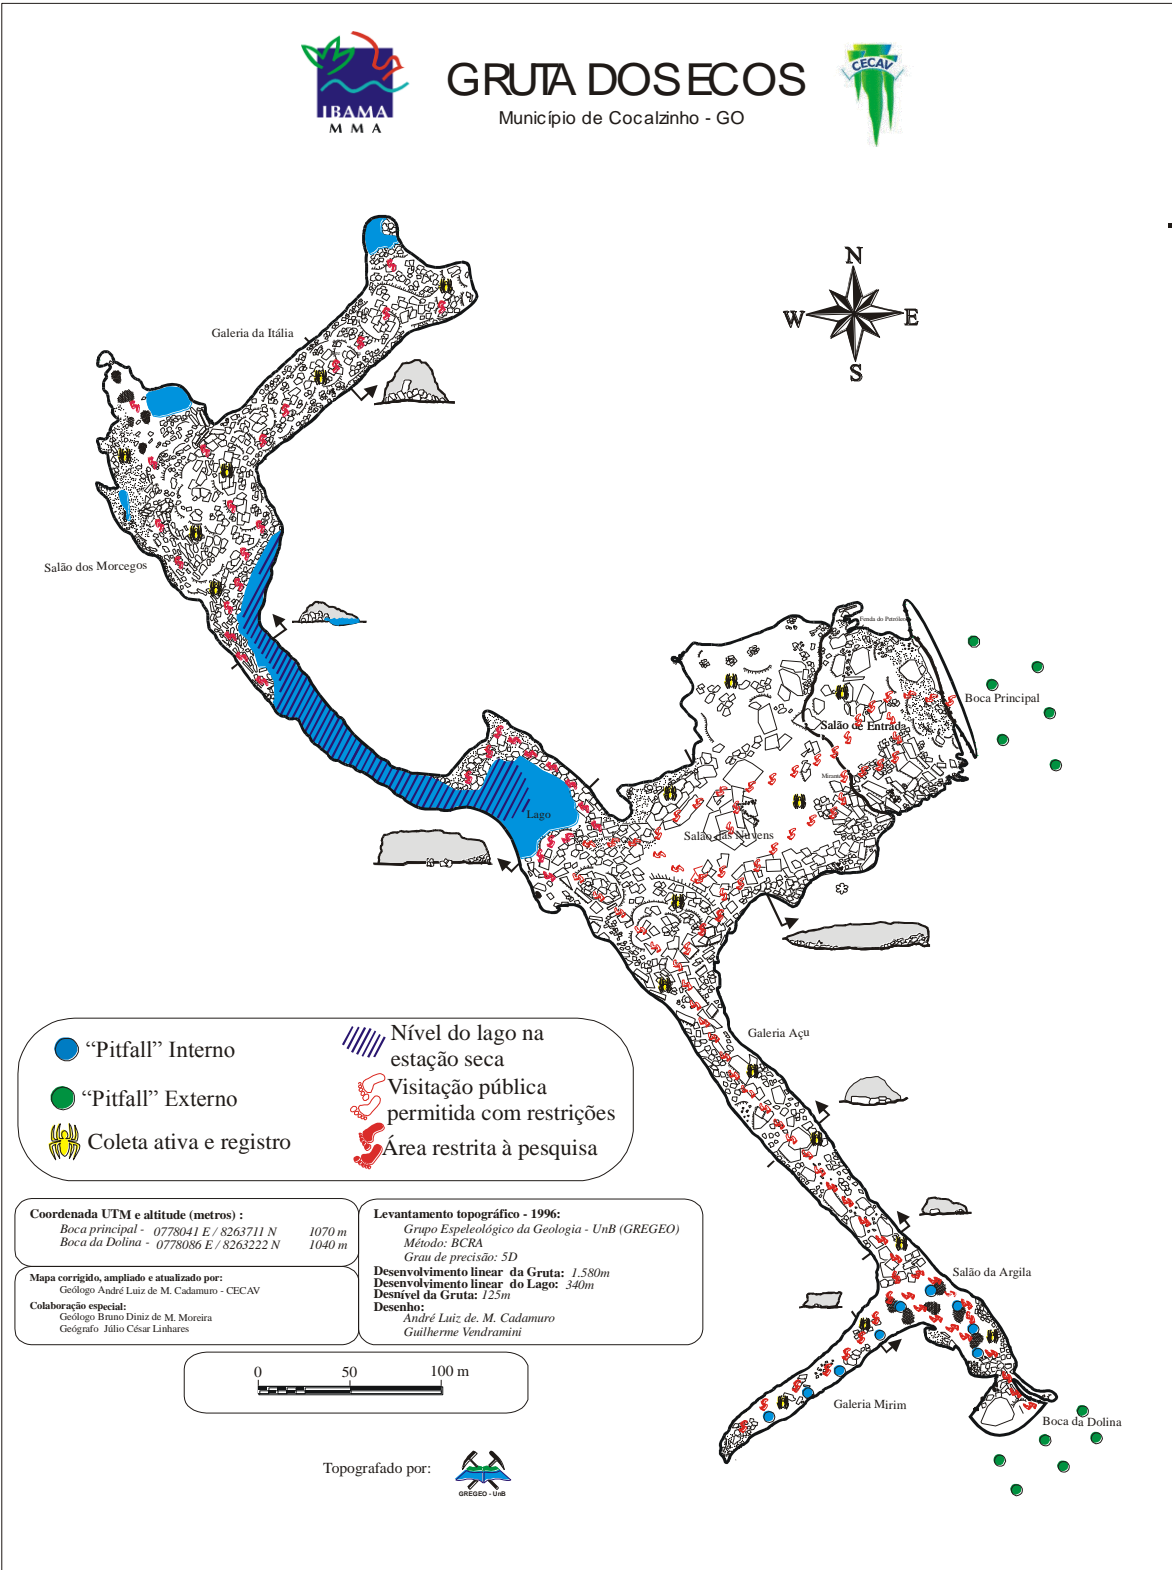 IBAMA
M M A
GRUTA DOS ECOS
Município de Cocalzinho - GO
CECAV
N
W
E
S
Galeria da Itália
Salão dos Morcegos
Fenda do Petróleo
Boca Principal
Salão de Entrada
Mirante
Lago
Salão das Nuvens
Galeria Açu
Salão da Argila
Galeria Mirim
Boca da Dolina
“Pitfall” Interno
“Pitfall” Externo
Coleta ativa e registro
Nível do lago na
estação seca
Visitação pública
permitida com restrições
Área restrita à pesquisa
Coordenada UTM e altitude (metros) :
Boca principal - 0778041 E / 8263711 N 1070 m
Boca da Dolina - 0778086 E / 8263222 N 1040 m
Mapa corrigido, ampliado e atualizado por:
Geólogo André Luiz de M. Cadamuro - CECAV
Colaboração especial:
Geólogo Bruno Diniz de M. Moreira
Geógrafo Júlio César Linhares
Levantamento topográfico - 1996:
Grupo Espeleológico da Geologia - UnB (GREGEO)
Método: BCRA
Grau de precisão: 5D
Desenvolvimento linear da Gruta: 1.580m
Desenvolvimento linear do Lago: 340m
Desnível da Gruta: 125m
Desenho:
André Luiz de. M. Cadamuro
Guilherme Vendramini
0 50 100 m
Topografado por:
GREGEO - UnB